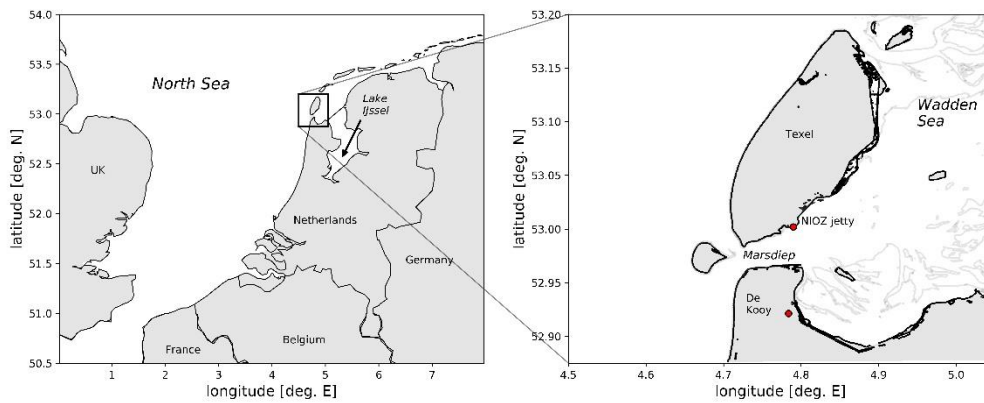 54.0
53.5
53.0
52.5
52.0
51.5
51.0
50.5
latitude [deg. N]
North Sea
Lake
IJssel
UK
Netherlands
Germany
Belgium
France
1 2 3 4 5 6 7
longitude [deg. E]
53.20
53.15
53.10
53.05
53.00
52.95
52.90
latitude [deg. N]
Wadden
Sea
Texel
NIOZ jetty
Marsdiep
De
Kooy
4.5 4.6 4.7 4.8 4.9 5.0
longitude [deg. E]